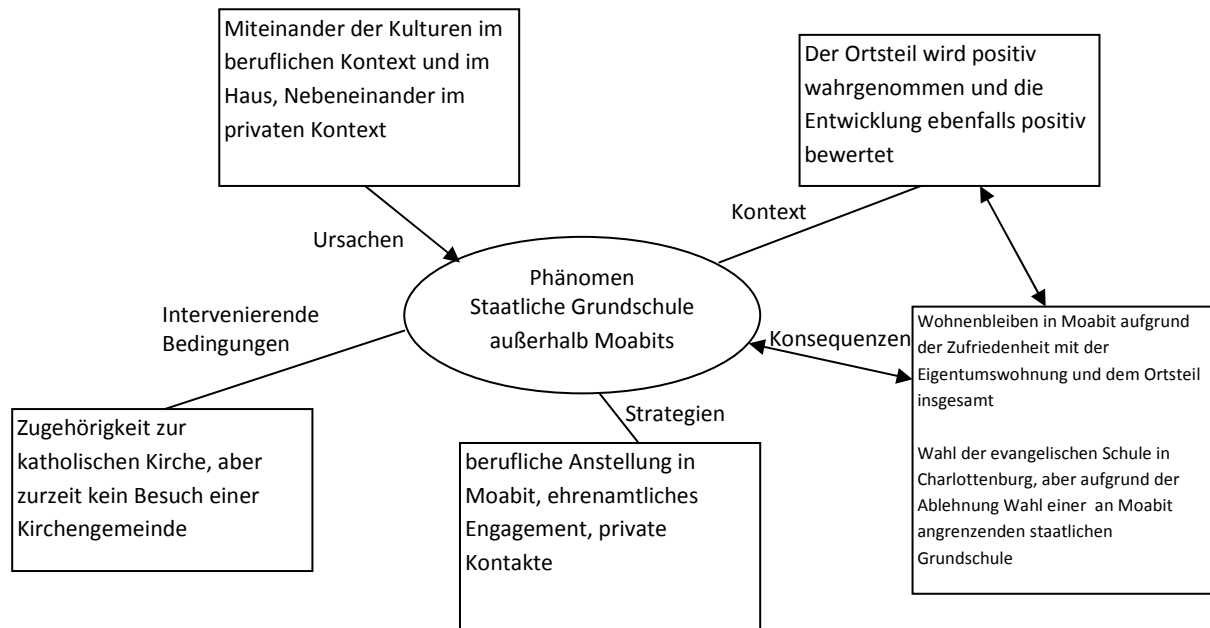 Miteinander der Kulturen im
beruflichen Kontext und im
Haus, Nebeneinander im
privaten Kontext
Der Ortsteil wird positiv
wahrgenommen und die
Entwicklung ebenfalls positiv
bewertet
Ursachen
Kontext
Phänomen
Staatliche Grundschule
außerhalb Moabits
Intervenierende
Bedingungen
Konsequenzen
Wohnenbleiben in Moabit aufgrund
der Zufriedenheit mit der
Eigentumswohnung und dem Ortsteil
insgesamt
Wahl der evangelischen Schule in
Charlottenburg, aber aufgrund der
Ablehnung Wahl einer an Moabit
angrenzenden staatlichen
Grundschule
Strategien
Zugehörigkeit zur
katholischen Kirche, aber
zurzeit kein Besuch einer
Kirchengemeinde
berufliche Anstellung in
Moabit, ehrenamtliches
Engagement, private
Kontakte